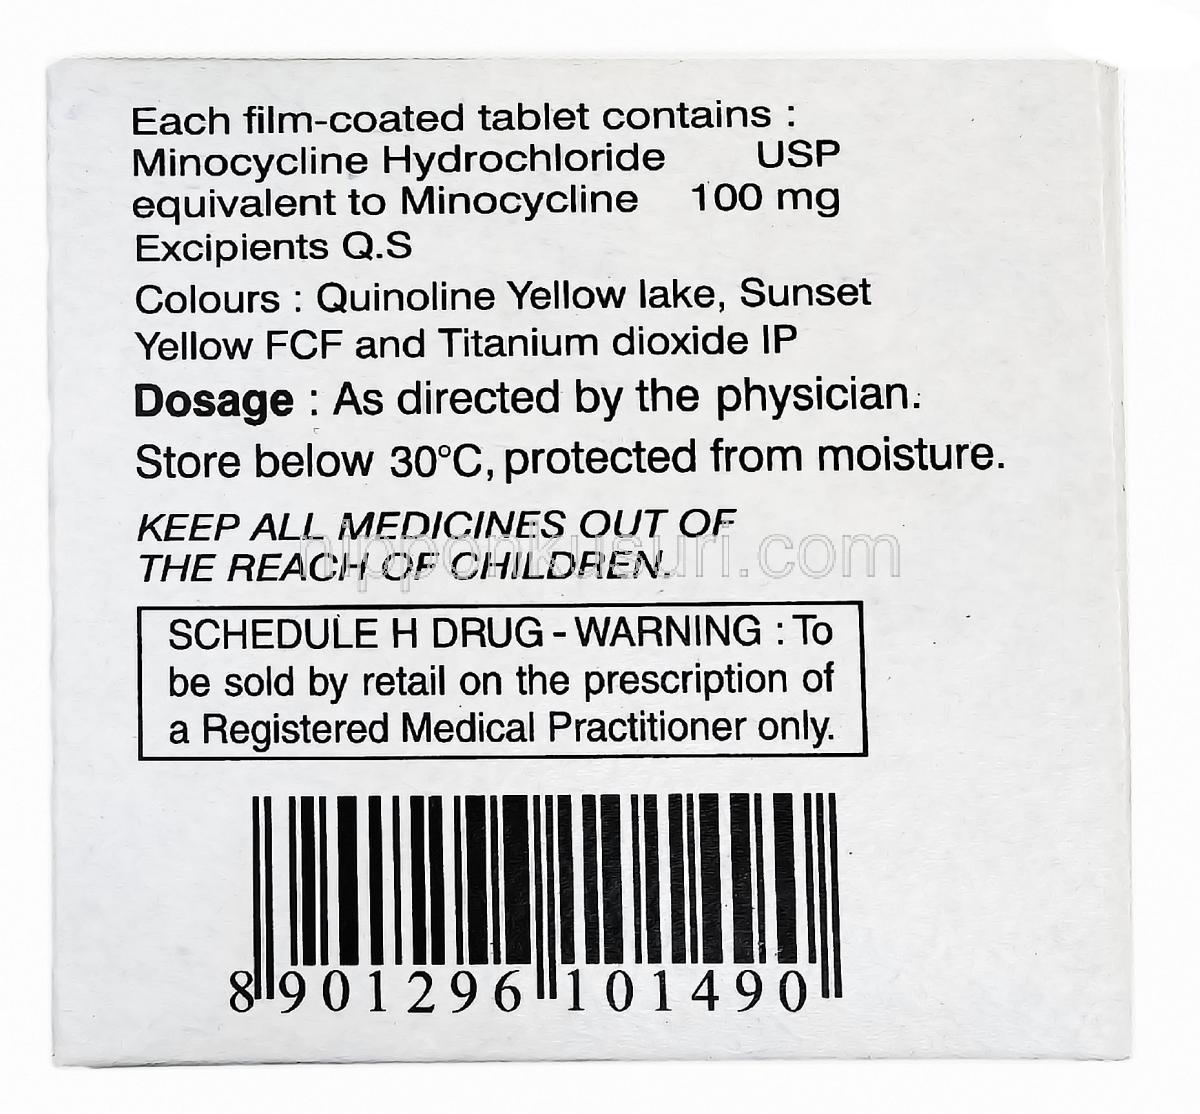 Each film-coated tablet contains :
Minocycline Hydrochloride USP
equivalent to Minocycline 100 mg
Excipients Q.S
Colours : Quinoline Yellow lake, Sunset
Yellow FCF and Titanium dioxide IP
Dosage : As directed by the physician.
Store below 30°C, protected from moisture.
KEEP ALL MEDICINES OUT OF
THE REACH OF CHILDREN.
nipponkusuri.com
SCHEDULE H DRUG - WARNING : To
be sold by retail on the prescription of
a Registered Medical Practitioner only.
8 901296 101490